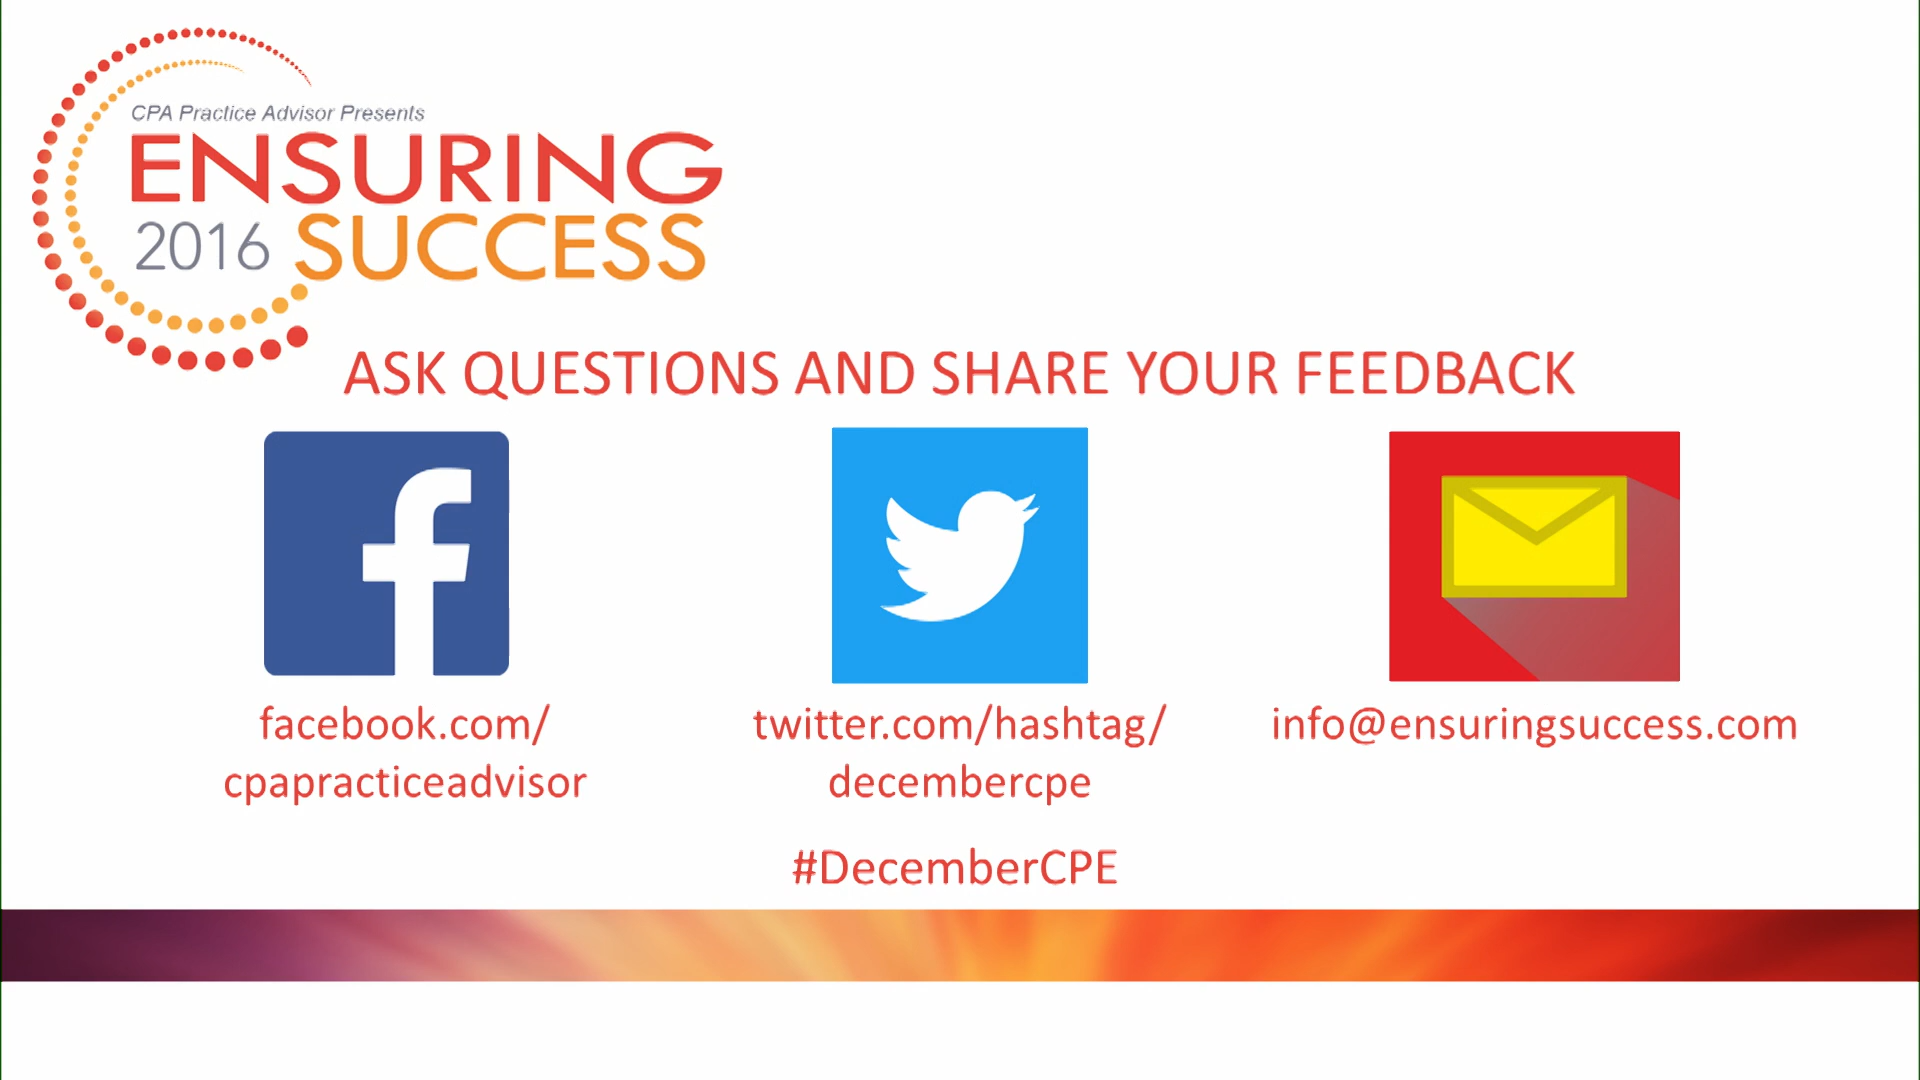 CPA Practice Advisor Presents
ENSURING
2016 SUCCESS
ASK QUESTIONS AND SHARE YOUR FEEDBACK
facebook.com/
cpapracticeadvisor
twitter.com/hashtag/
decembercpe
info@ensuringsuccess.com
#DecemberCPE